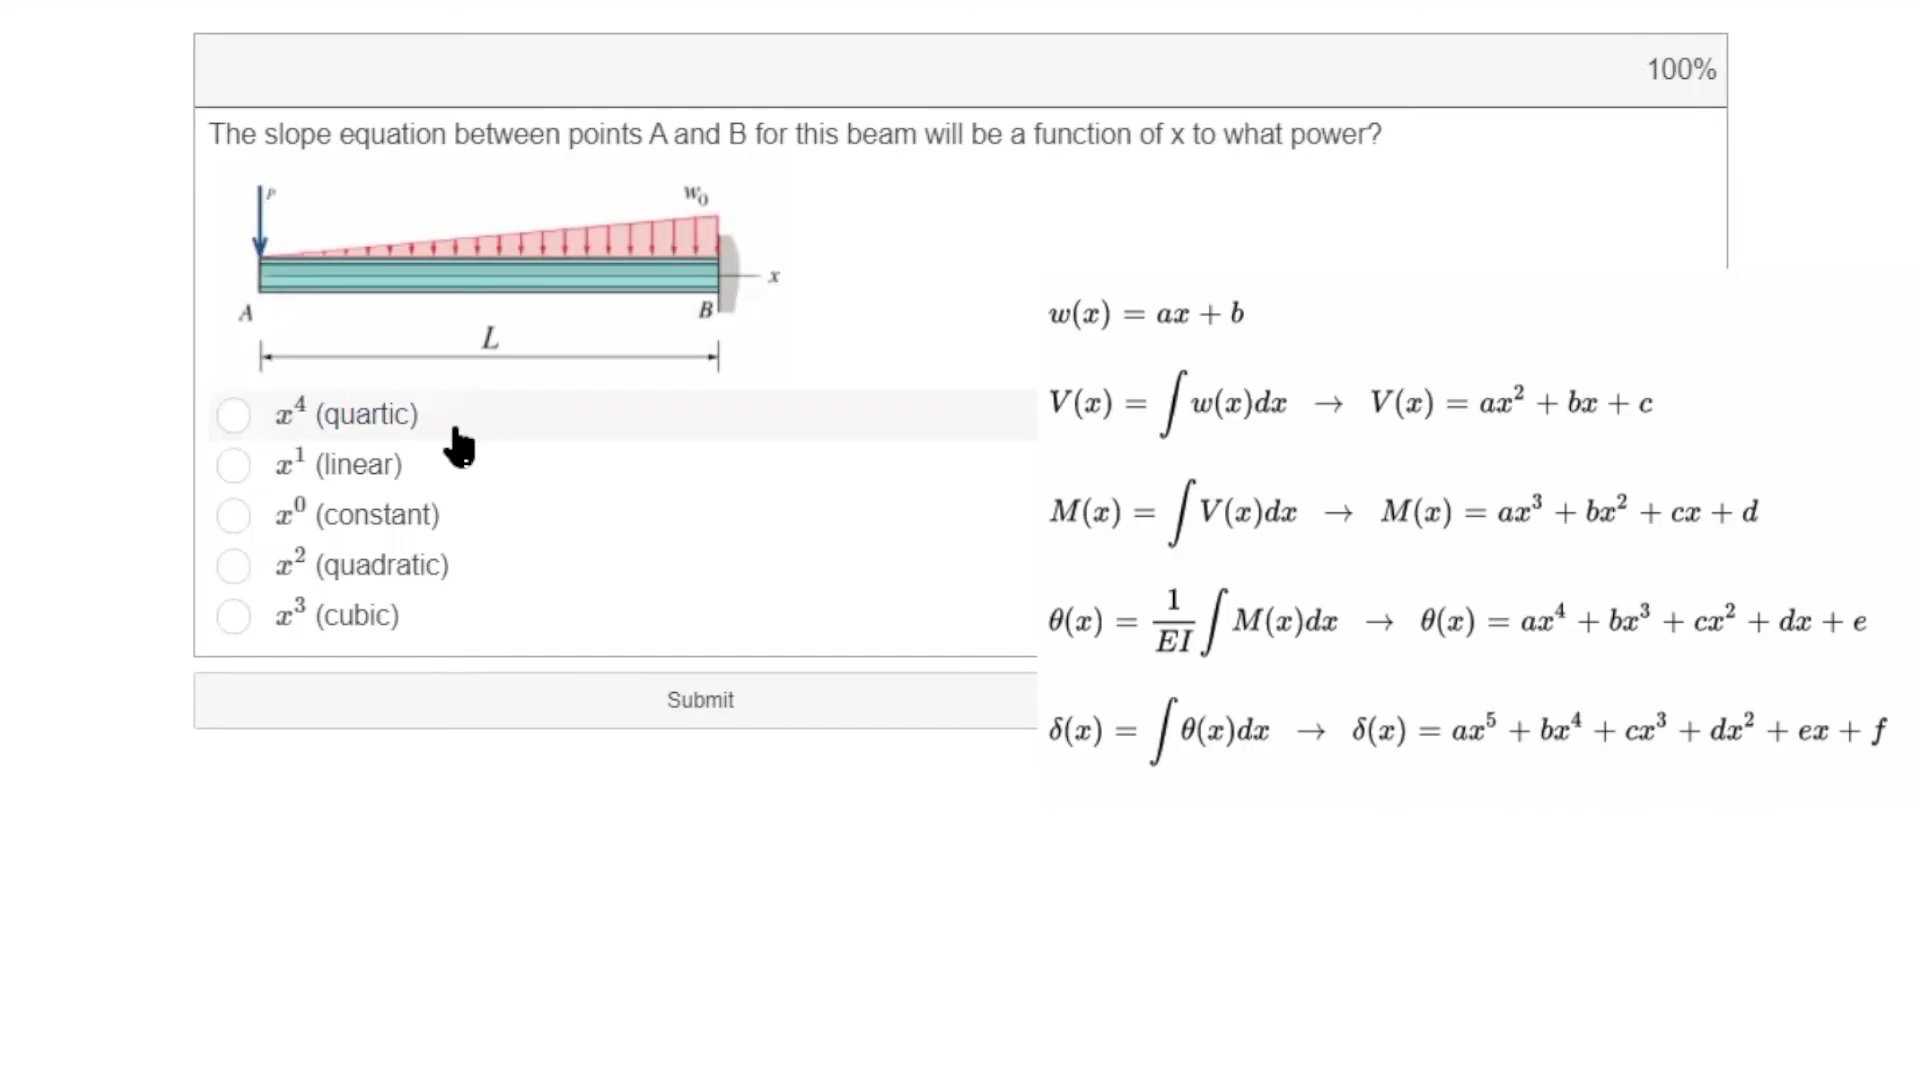 100%
The slope equation between points A and B for this beam will be a function of x to what power?
P
w₀
x
A
B
L
x⁴ (quartic)
x¹ (linear)
x⁰ (constant)
x² (quadratic)
x³ (cubic)
Submit
w(x) = ax + b
V(x) = ∫ w(x)dx → V(x) = ax² + bx + c
M(x) = ∫ V(x)dx → M(x) = ax³ + bx² + cx + d
θ(x) = 1/EI ∫ M(x)dx → θ(x) = ax⁴ + bx³ + cx² + dx + e
δ(x) = ∫ θ(x)dx → δ(x) = ax⁵ + bx⁴ + cx³ + dx² + ex + f